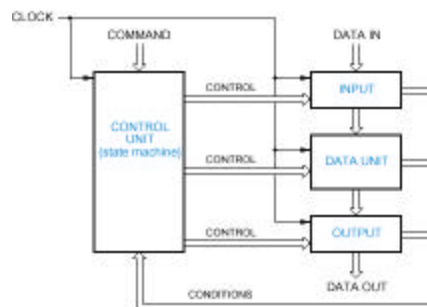 CLOCK
COMMAND
DATA IN
CONTROL
INPUT
CONTROL
UNIT
(state machine)
CONTROL
DATA UNIT
CONTROL
OUTPUT
CONDITIONS
DATA OUT